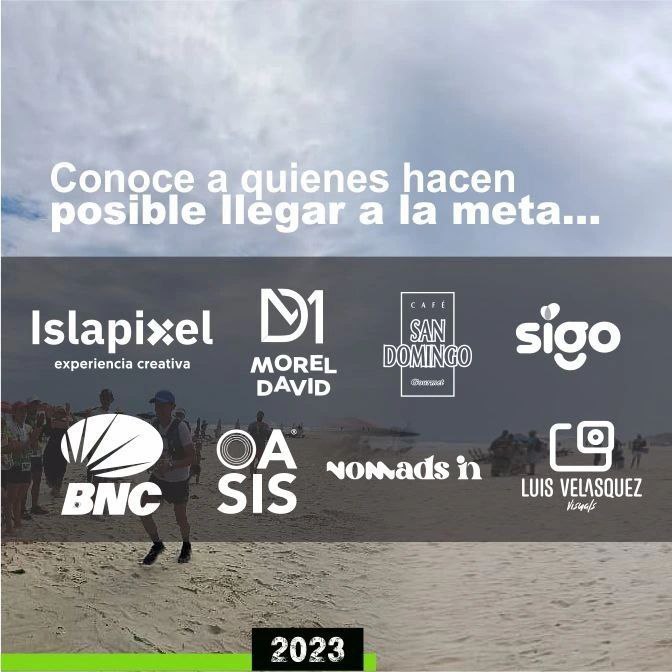 Conoce a quienes hacen
posible llegar a la meta...
Islapixel
experiencia creativa
MOREL
DAVID
CAFÉ
SAN
DOMINGO
Gourmet
sigo
BNC
OASIS®
nomads in
LUIS VELASQUEZ
Visuals
2023